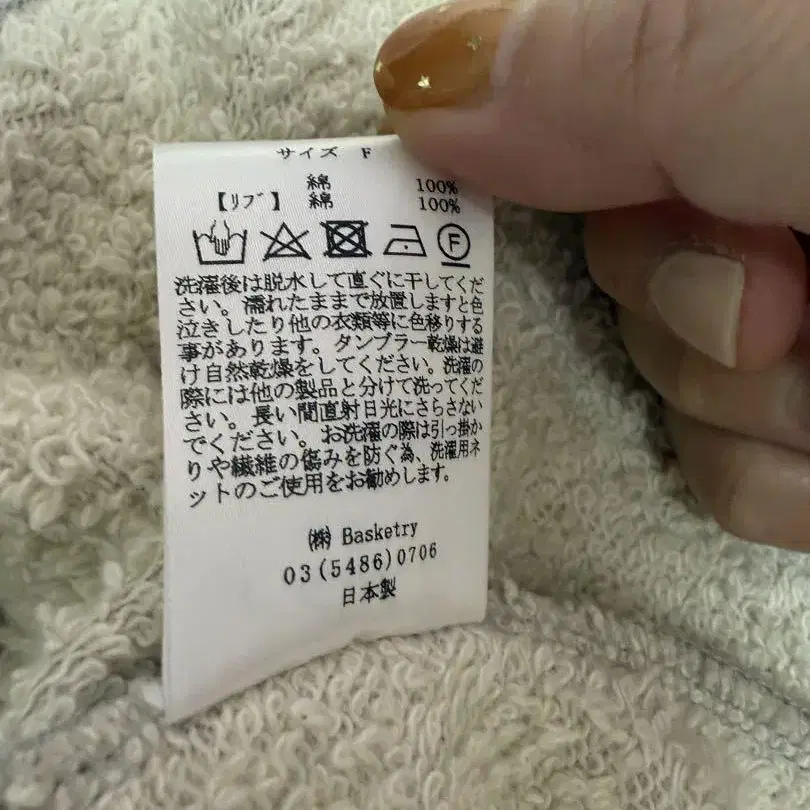 サイズ F
綿 100%
【リブ】 綿 100%
F
洗濯後は脱水して直ぐに干してくだ
さい。濡れたままで放置しますと色
泣きしたり他の衣類等に色移りする
事があります。タンブラー乾燥は避
け自然乾燥をしてください。洗濯の
際には他の製品と分けて洗ってくだ
さい。長い間直射日光にさらさない
でください。お洗濯の際は引っ掛か
りや繊維の傷みを防ぐ為、洗濯用ネ
ットのご使用をお勧めします。
㈱ Basketry
03(5486)0706
日本製